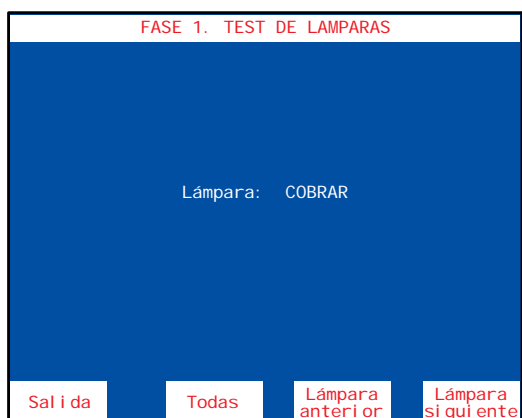 FASE 1. TEST DE LAMPARAS
Lámpara: COBRAR
Salida
Todas
Lámpara
anterior
Lámpara
siguiente